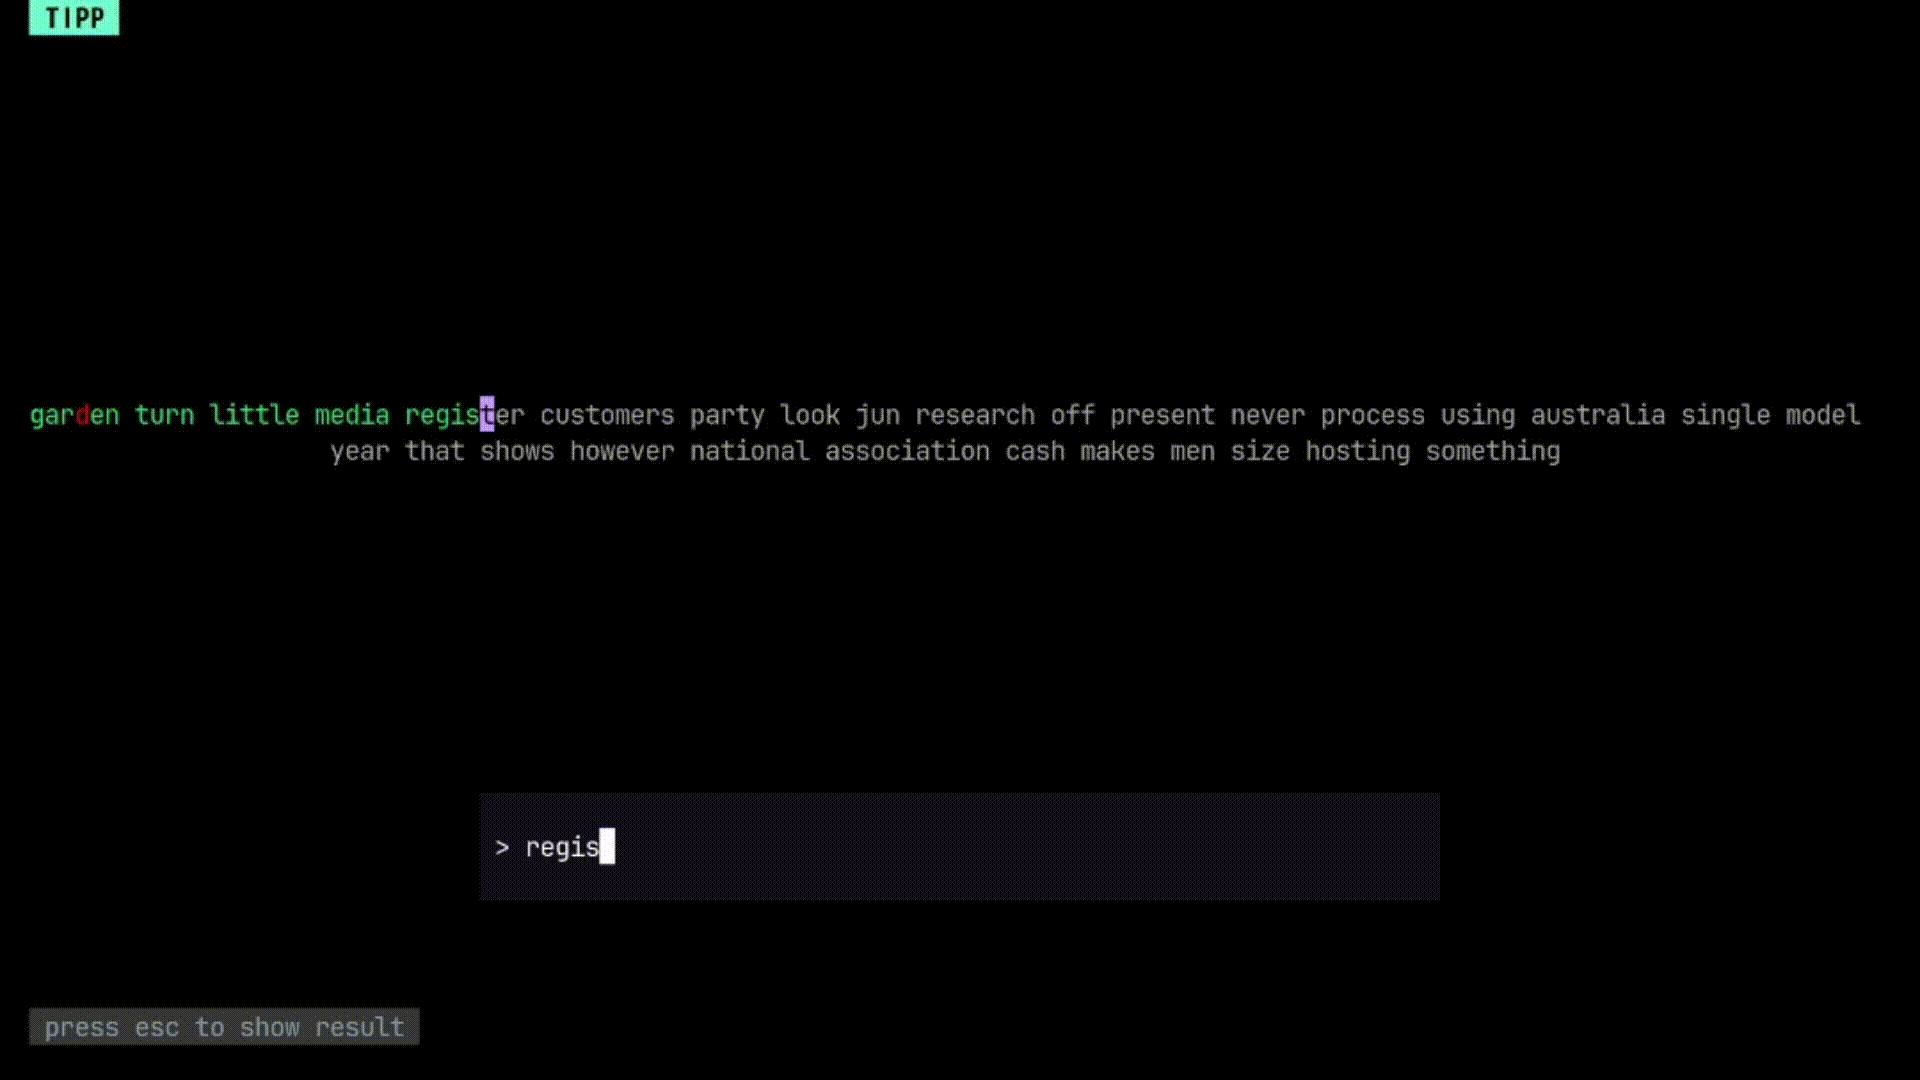 TIPP
garden turn little media register customers party look jun research off present never process using australia single model
year that shows however national association cash makes men size hosting something
> regis
press esc to show result